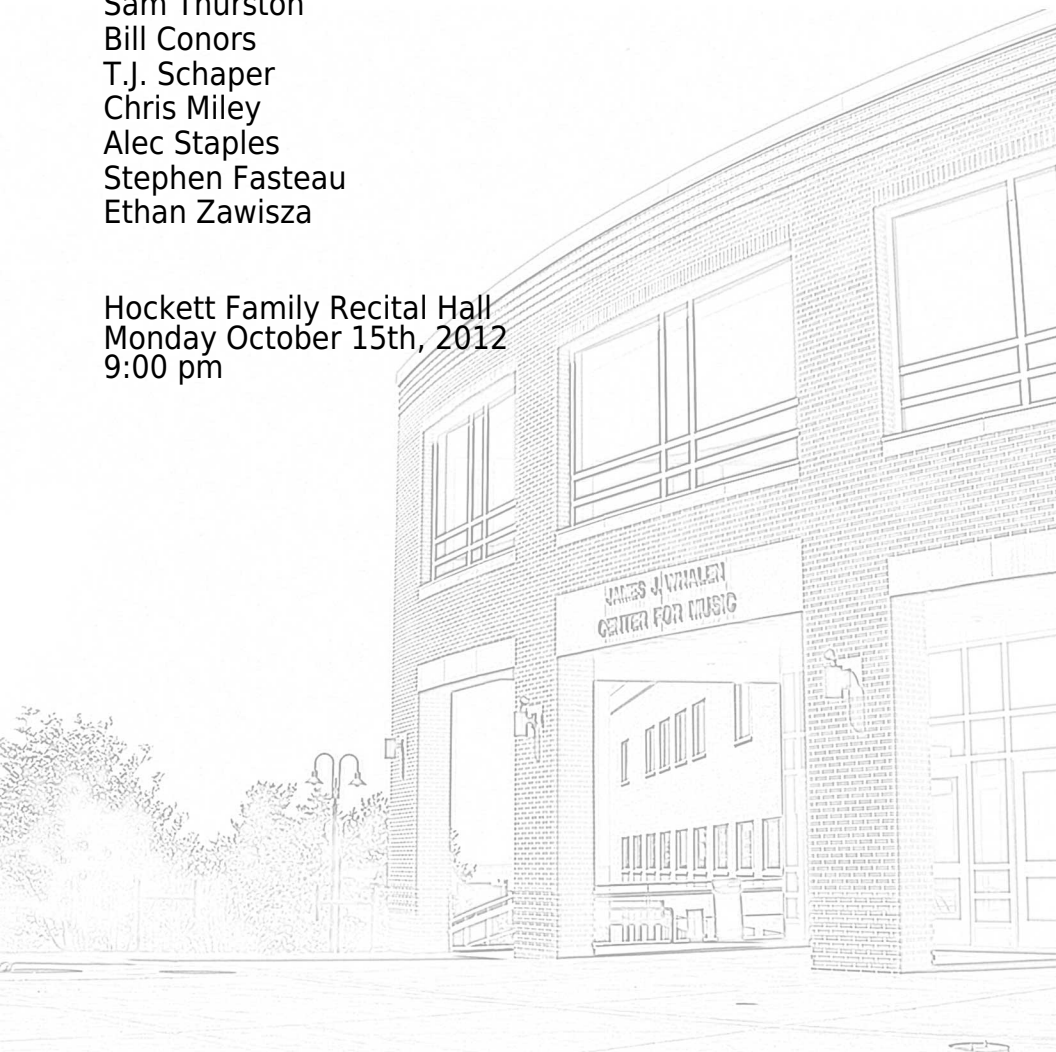 Sam Thurston
Bill Conors
T.J. Schaper
Chris Miley
Alec Staples
Stephen Fasteau
Ethan Zawisza
Hockett Family Recital Hall
Monday October 15th, 2012
9:00 pm
JAMES J. WHALEN
CENTER FOR MUSIC